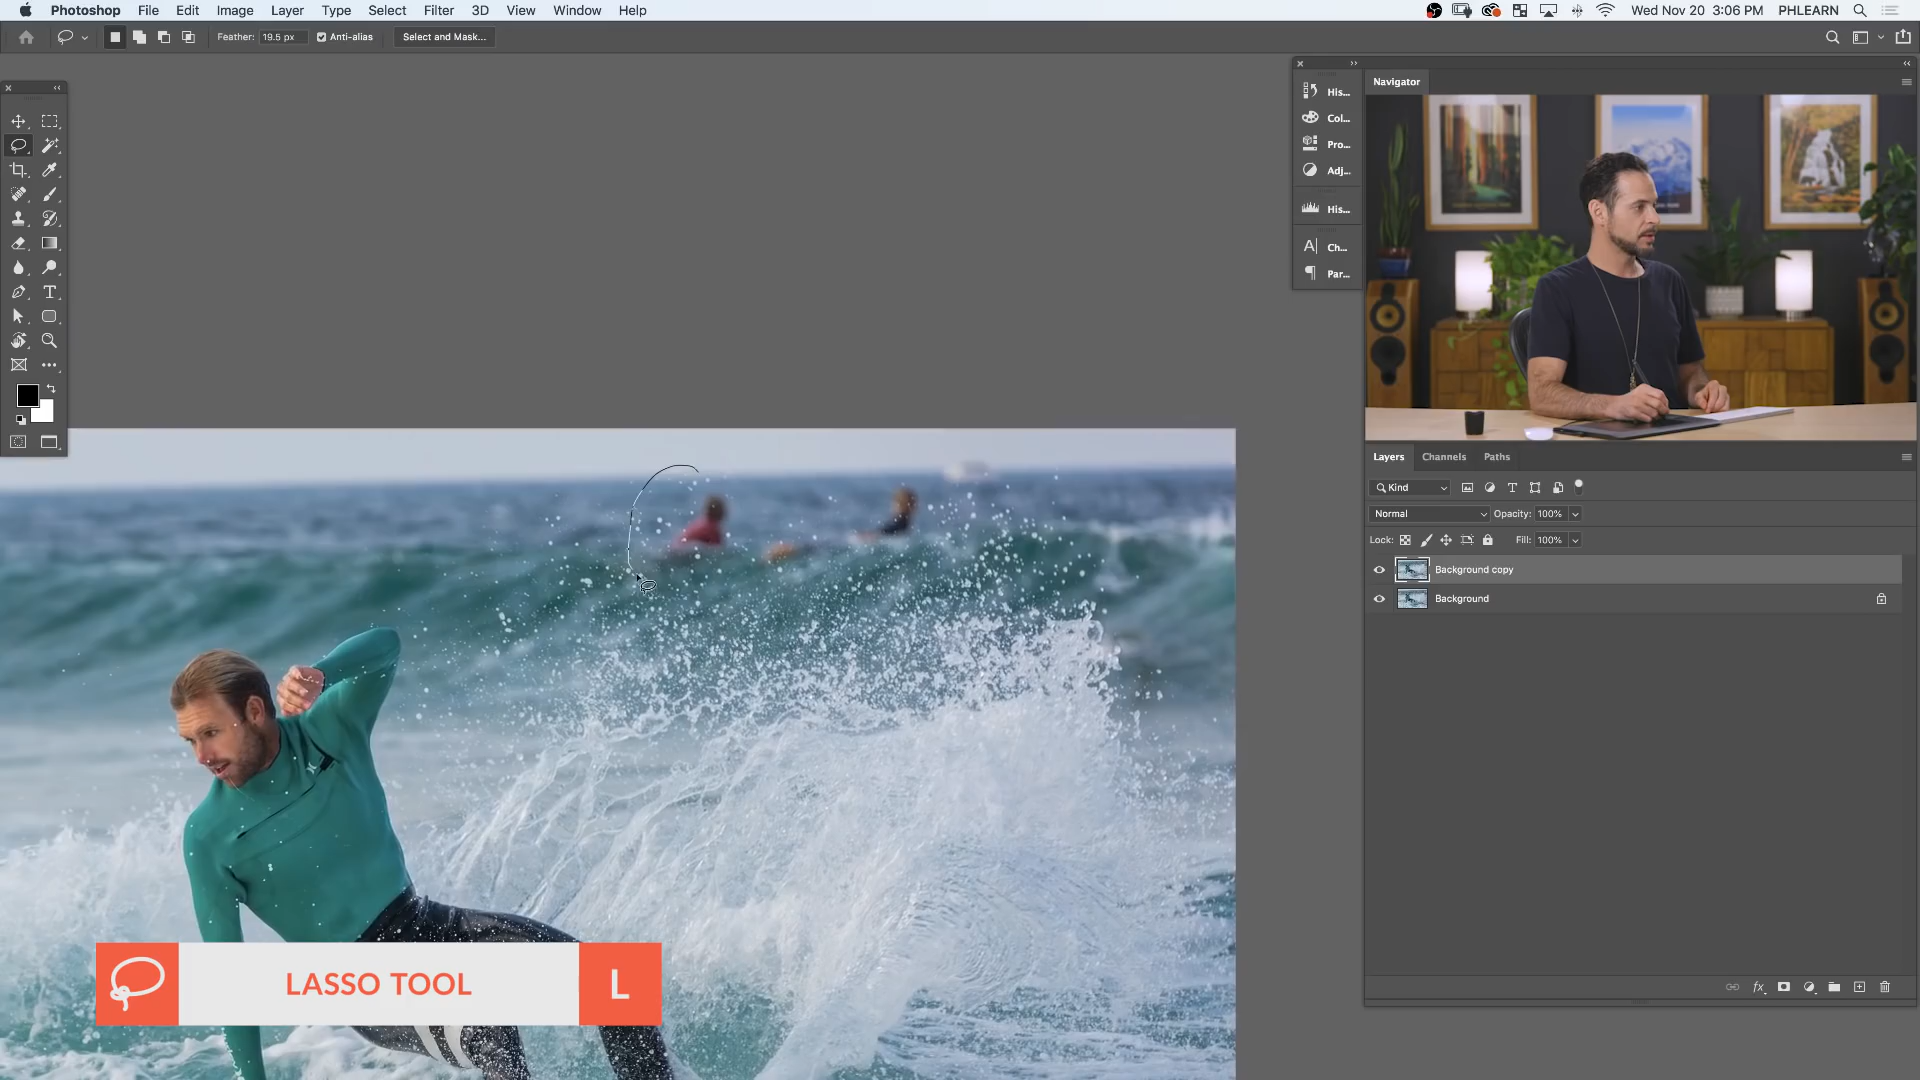 Photoshop File Edit Image Layer Type Select Filter 3D View Window Help Wed Nov 20 3:06 PM PHLEARN
Feather: 19.5 px Anti-alias Select and Mask...
Navigator
His...
Col...
Pro...
Adj...
His...
Ch...
Par...
Layers Channels Paths
Kind
Normal Opacity: 100%
Lock: Fill: 100%
Background copy
Background
fx
LASSO TOOL L